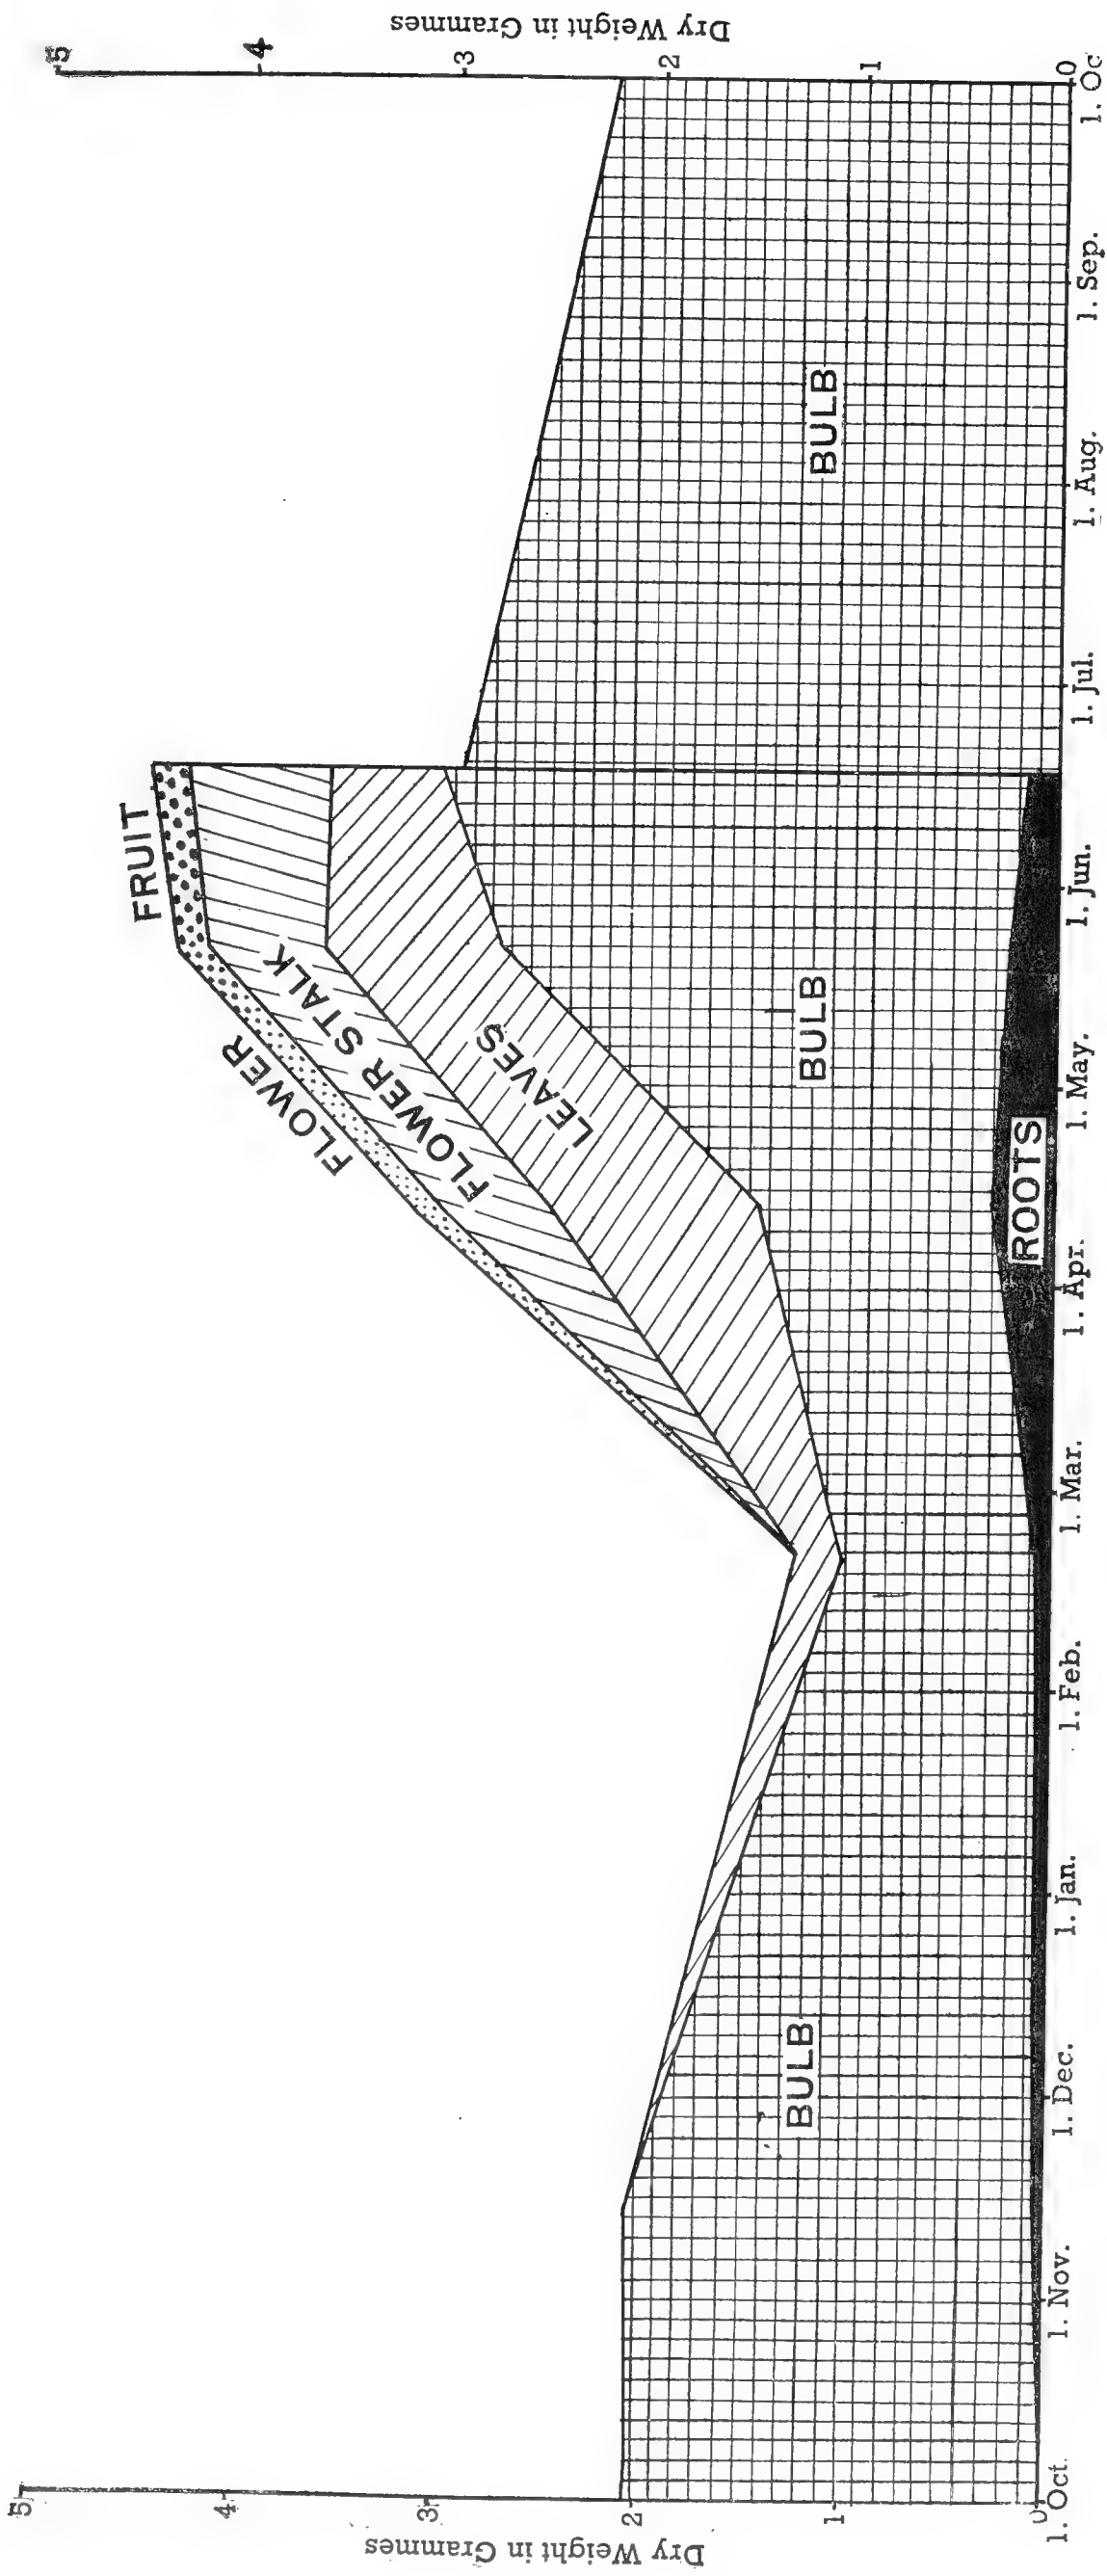 Dry Weight in Grammes
5
4
3
2
1
0
FLOWER
FRUIT
FLOWER STALK
LEAVES
BULB
BULB
BULB
ROOTS
1. Oct.
1. Nov.
1. Dec.
1. Jan.
1. Feb.
1. Mar.
1. Apr.
1. May.
1. Jun.
1. Jul.
1. Aug.
1. Sep.
1. Oc
5
4
3
2
1
0
Dry Weight in Grammes